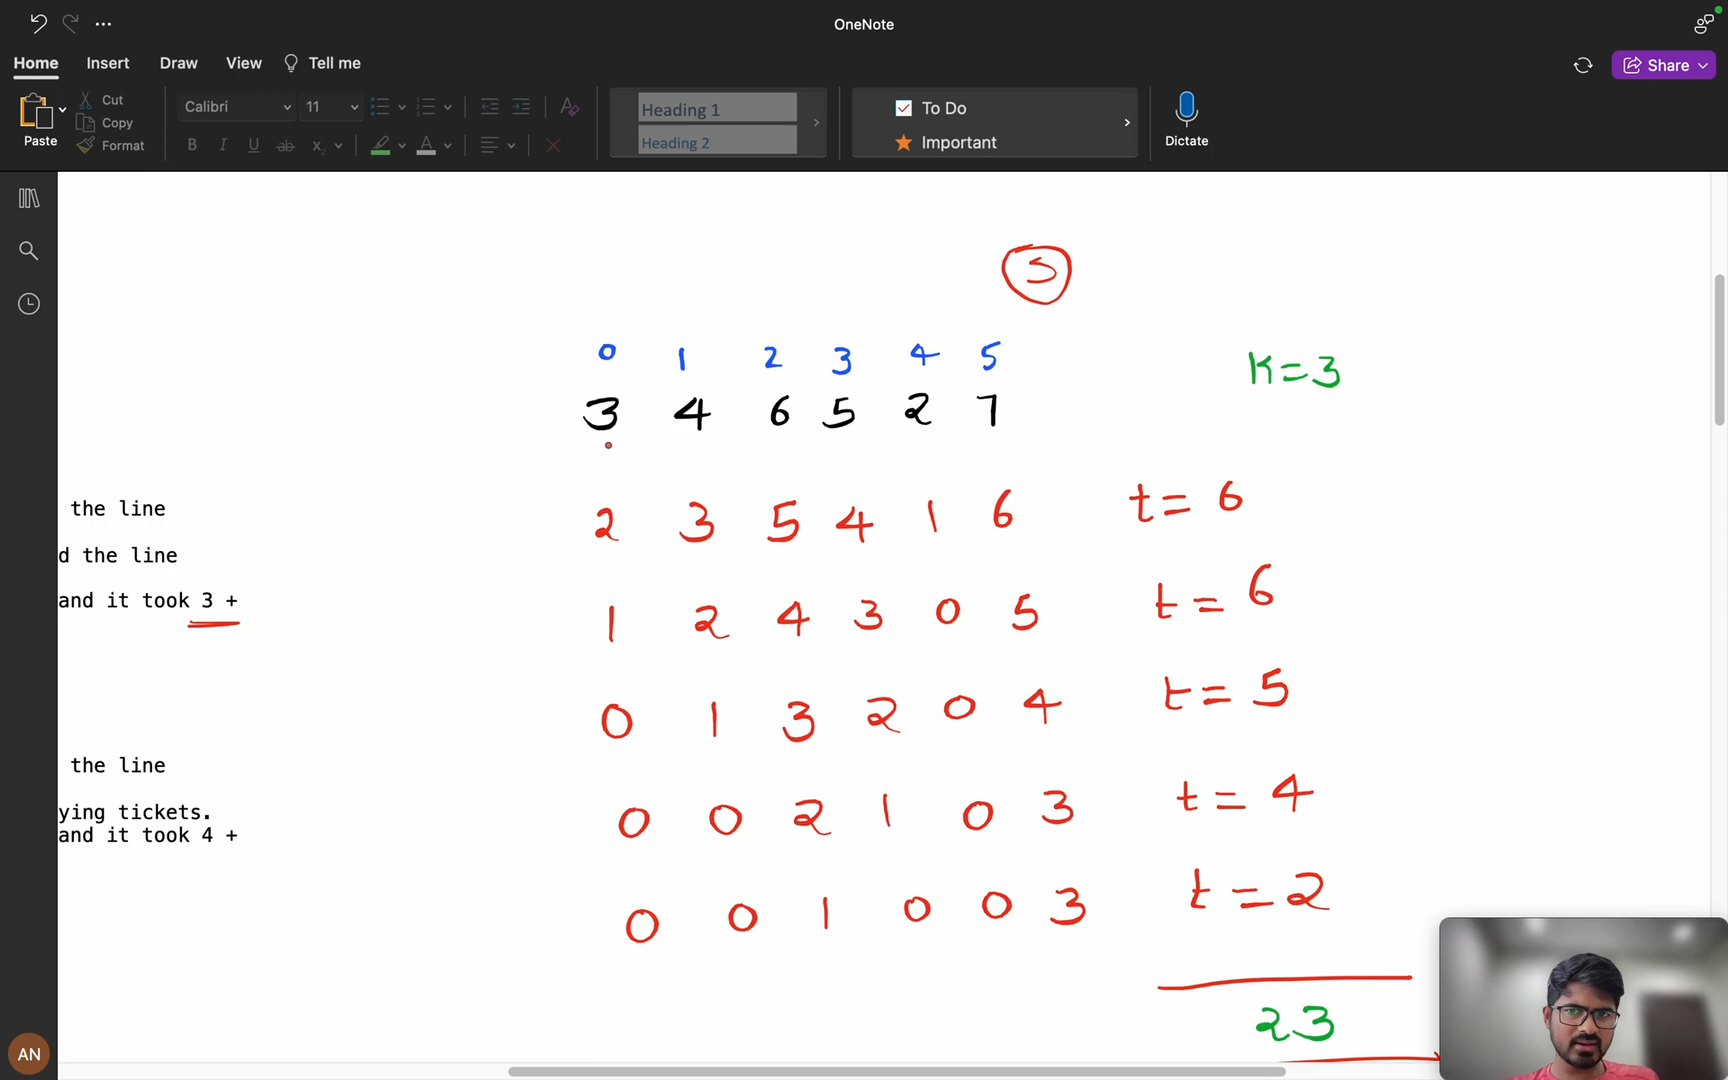 OneNote
Home Insert Draw View Tell me
Share
Paste
Cut
Copy
Format
Calibri 11
B I U ab x₂ A
Heading 1
Heading 2
To Do
Important
Dictate
5
0 1 2 3 4 5
K=3
3 4 6 5 2 7
the line
2 3 5 4 1 6 t= 6
d the line
and it took 3 +
1 2 4 3 0 5 t= 6
0 1 3 2 0 4 t= 5
the line
ying tickets.
0 0 2 1 0 3 t= 4
and it took 4 +
0 0 1 0 0 3 t= 2
23
AN